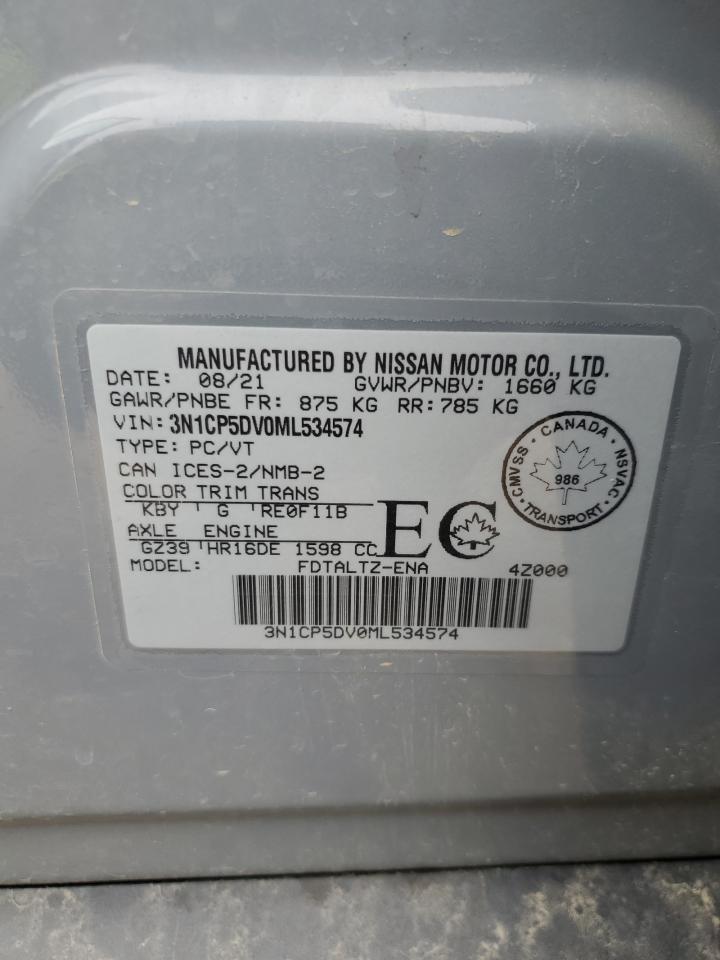 MANUFACTURED BY NISSAN MOTOR CO., LTD.
DATE: 08/21 GVWR/PNBV: 1660 KG
GAWR/PNBE FR: 875 KG RR: 785 KG
VIN: 3N1CP5DV0ML534574
TYPE: PC/VT
CAN ICES-2/NMB-2
COLOR TRIM TRANS
KBY G RE0F11B
AXLE ENGINE
GZ39 HR16DE 1598 CC
EC
MODEL: FDTALTZ-ENA 4Z000
3N1CP5DV0ML534574
CMVSS · CANADA · NSVAC · TRANSPORT ·
986